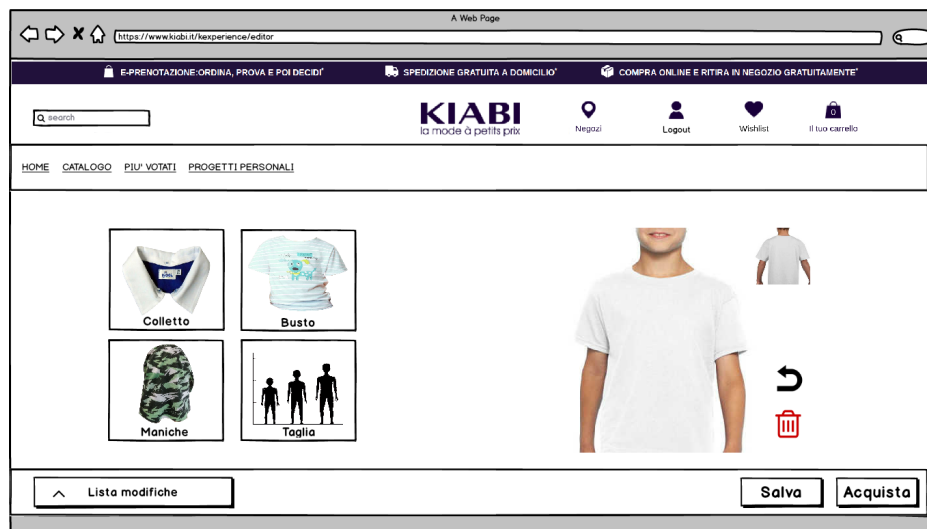 A Web Page
https://www.kiabi.it/kexperience/editor
E-PRENOTAZIONE:ORDINA, PROVA E POI DECIDI*
SPEDIZIONE GRATUITA A DOMICILIO*
COMPRA ONLINE E RITIRA IN NEGOZIO GRATUITAMENTE*
search
KIABI
la mode à petits prix
Negozi
Logout
Wishlist
0
Il tuo carrello
HOME CATALOGO PIU' VOTATI PROGETTI PERSONALI
Colletto
Busto
Maniche
Taglia
Lista modifiche
Salva
Acquista